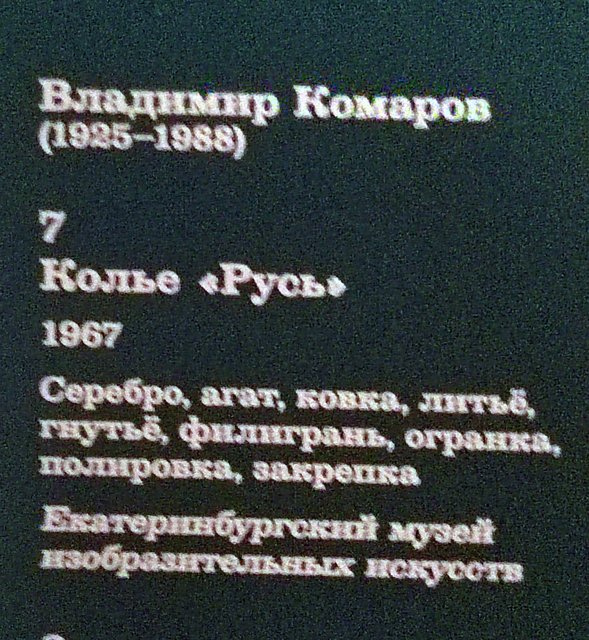 Владимир Комаров
(1925–1988)
7
Колье «Русь»
1967
Серебро, агат, ковка, литьё,
гнутьё, филигрань, огранка,
полировка, закрепка
Екатеринбургский музей
изобразительных искусств